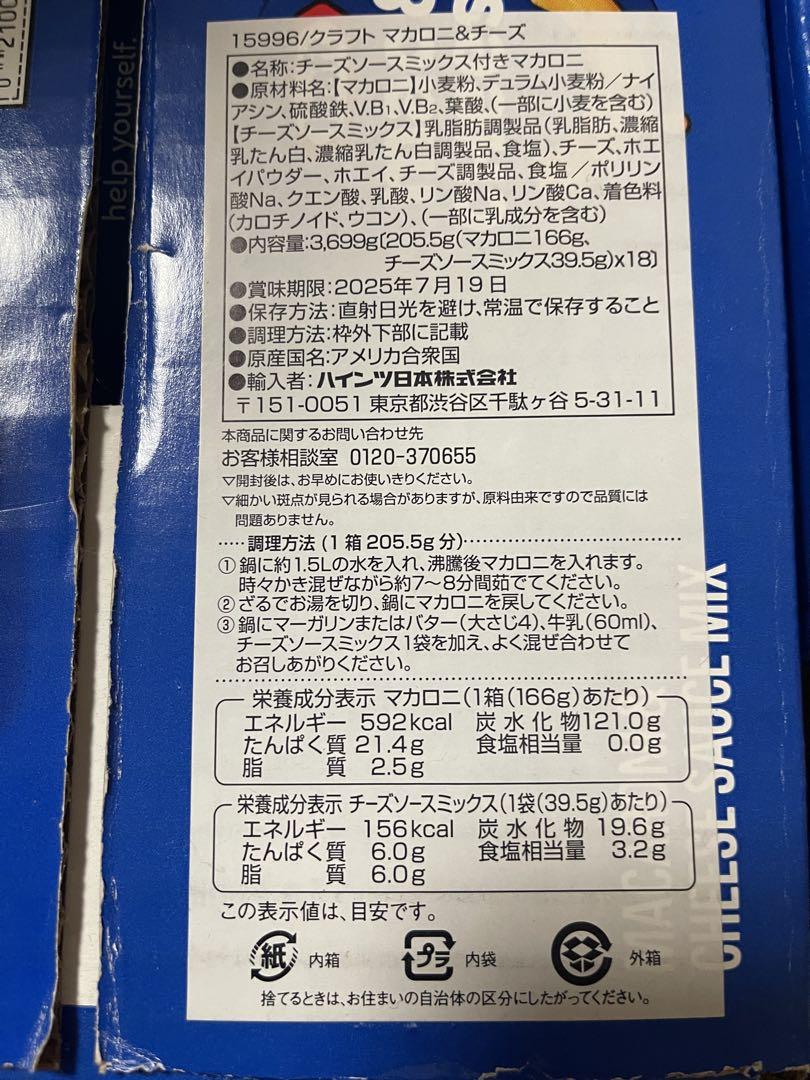 help yourself.
15996/クラフト マカロニ&チーズ
●名称:チーズソースミックス付きマカロニ
●原材料名:【マカロニ】小麦粉、デュラム小麦粉/ナイ
アシン、硫酸鉄、V.B1、V.B2、葉酸、(一部に小麦を含む)
【チーズソースミックス】乳脂肪調製品(乳脂肪、濃縮
乳たん白、濃縮乳たん白調製品、食塩)、チーズ、ホエ
イパウダー、ホエイ、チーズ調製品、食塩/ポリリン
酸Na、クエン酸、乳酸、リン酸Na、リン酸Ca、着色料
(カロチノイド、ウコン)、(一部に乳成分を含む)
●内容量:3,699g〔205.5g(マカロニ166g、
チーズソースミックス39.5g)x18〕
●賞味期限:2025年7月19日
●保存方法:直射日光を避け、常温で保存すること
●調理方法:枠外下部に記載
●原産国名:アメリカ合衆国
●輸入者:ハインツ日本株式会社
〒151-0051 東京都渋谷区千駄ヶ谷5-31-11
本商品に関するお問い合わせ先
お客様相談室 0120-370655
▽開封後は、お早めにお使いきりください。
▽細かい斑点が見られる場合がありますが、原料由来ですので品質には
問題ありません。
調理方法(1箱205.5g分)
①鍋に約1.5Lの水を入れ、沸騰後マカロニを入れます。
時々かき混ぜながら約7〜8分間茹でてください。
②ざるでお湯を切り、鍋にマカロニを戻してください。
③鍋にマーガリンまたはバター(大さじ4)、牛乳(60ml)、
チーズソースミックス1袋を加え、よく混ぜ合わせて
お召しあがりください。
栄養成分表示 マカロニ(1箱(166g)あたり)
エネルギー 592kcal 炭水化物121.0g
たんぱく質 21.4g 食塩相当量 0.0g
脂質 2.5g
栄養成分表示 チーズソースミックス(1袋(39.5g)あたり)
エネルギー 156kcal 炭水化物 19.6g
たんぱく質 6.0g 食塩相当量 3.2g
脂質 6.0g
この表示値は、目安です。
紙 内箱 プラ 内袋 外箱
捨てるときは、お住まいの自治体の区分にしたがってください。
CHEESE SAUCE MIX